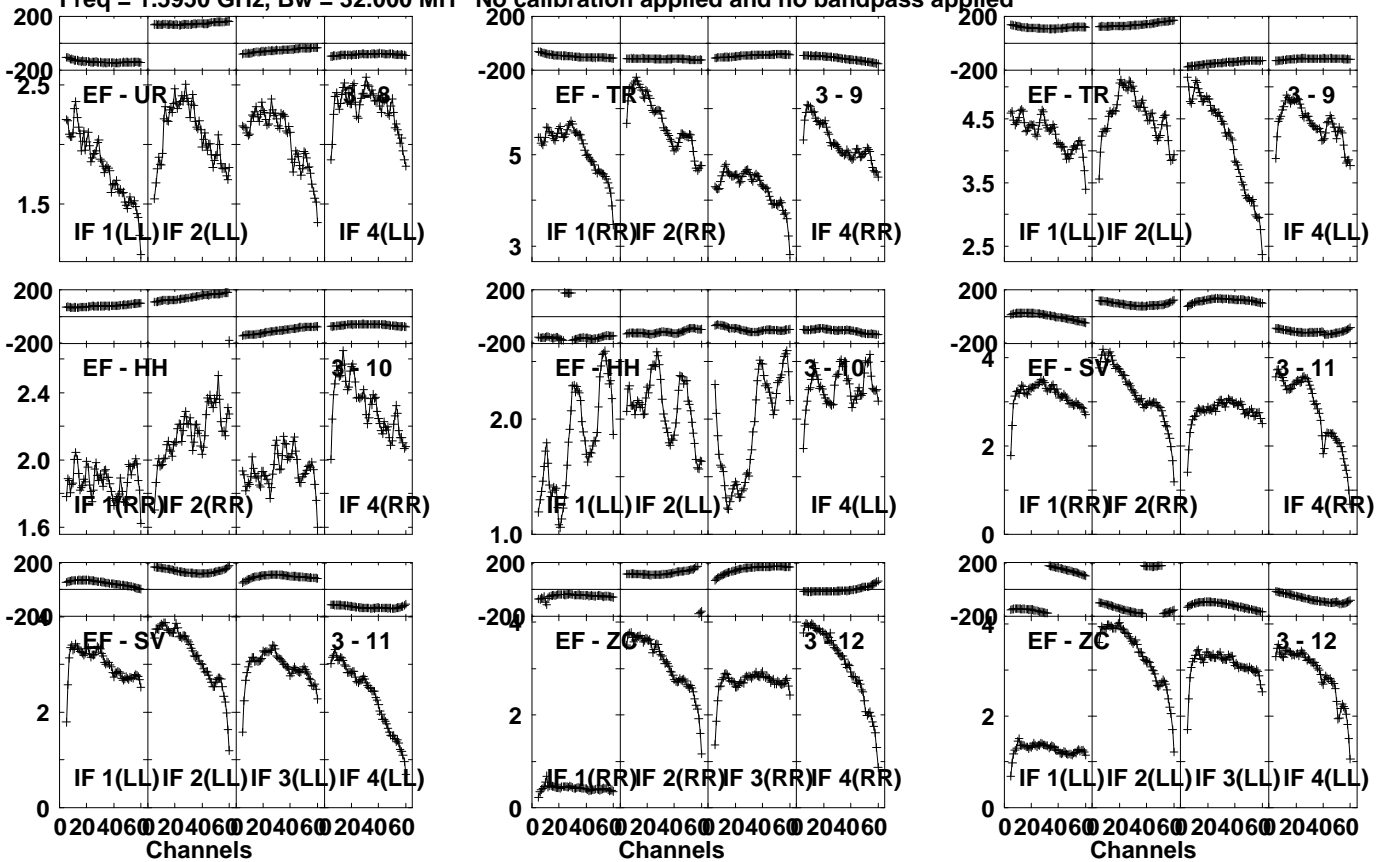 Freq = 1.5950 GHz, Bw = 32.000 MH No calibration applied and no bandpass applied
200
-200
2.5
1.5
EF - UR 3 - 8
IF 1(LL) IF 2(LL) IF 4(LL)
5
3
EF - TR 3 - 9
IF 1(RR) IF 2(RR) IF 4(RR)
200
-200
4.5
3.5
2.5
EF - TR 3 - 9
IF 1(LL) IF 2(LL) IF 4(LL)
200
-200
2.4
2.0
1.6
EF - HH 3 - 10
IF 1(RR) IF 2(RR) IF 4(RR)
200
-200
2.0
1.0
EF - HH 3 - 10
IF 1(LL) IF 2(LL) IF 4(LL)
200
-200
4
2
0
EF - SV 3 - 11
IF 1(RR) IF 2(RR) IF 4(RR)
200
-200
4
2
0
EF - SV 3 - 11
IF 1(LL) IF 2(LL) IF 3(LL) IF 4(LL)
200
-200
4
2
0
EF - ZC 3 - 12
IF 1(RR) IF 2(RR) IF 3(RR) IF 4(RR)
200
-200
4
2
0
EF - ZC 3 - 12
IF 1(LL) IF 2(LL) IF 3(LL) IF 4(LL)
0 20 40 60 0 20 40 60 0 20 40 60 0 20 40 60
Channels
0 20 40 60 0 20 40 60 0 20 40 60 0 20 40 60
Channels
0 20 40 60 0 20 40 60 0 20 40 60 0 20 40 60
Channels